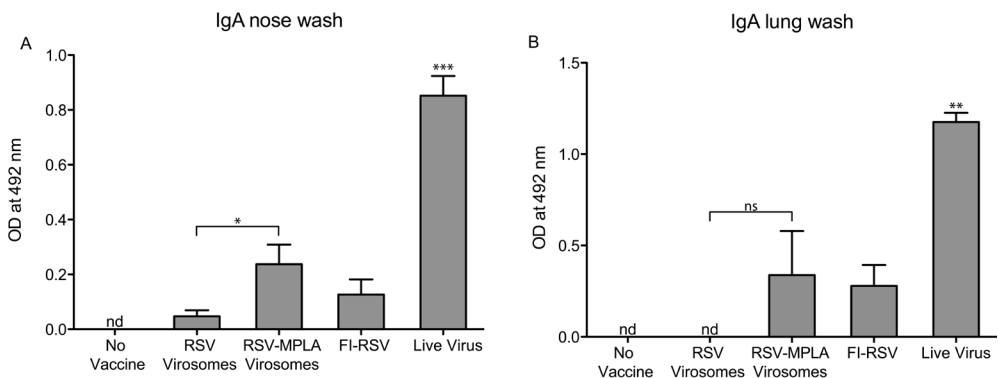 IgA nose wash
A
OD at 492 nm
1.0
0.8
0.6
0.4
0.2
0.0
***
*
nd
No
Vaccine
RSV
Virosomes
RSV-MPLA
Virosomes
FI-RSV
Live Virus
IgA lung wash
B
OD at 492 nm
1.5
1.0
0.5
0.0
**
ns
nd
nd
No
Vaccine
RSV
Virosomes
RSV-MPLA
Virosomes
FI-RSV
Live Virus